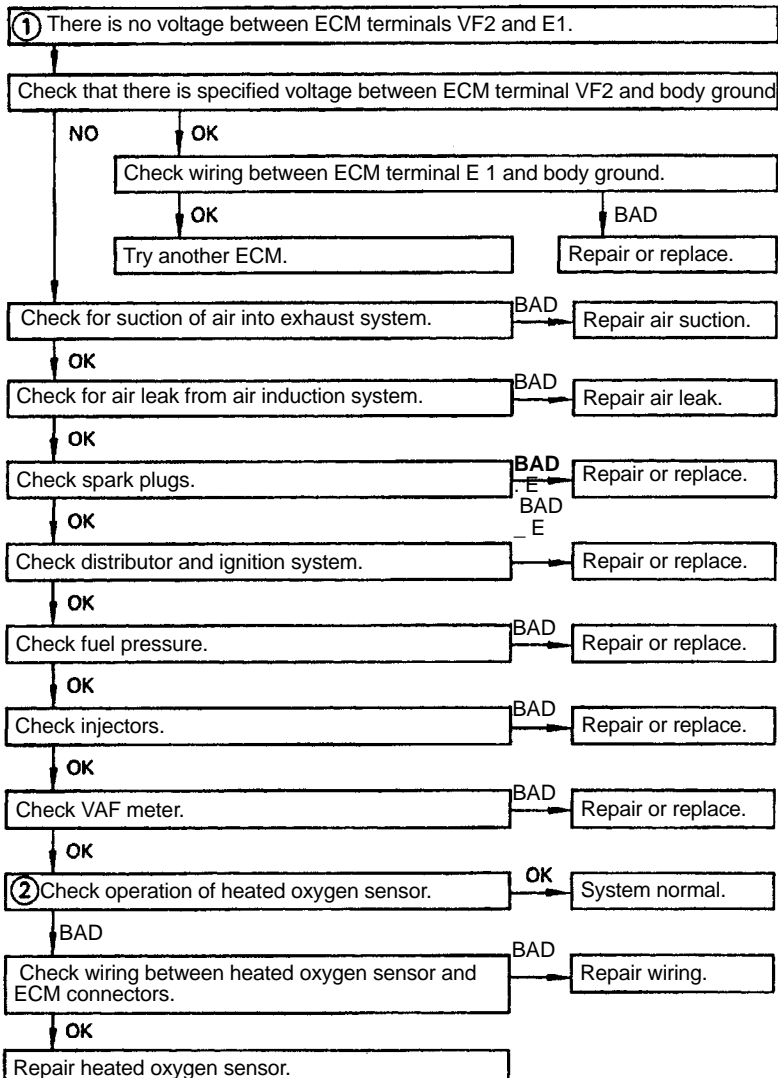 ① There is no voltage between ECM terminals VF2 and E1.
Check that there is specified voltage between ECM terminal VF2 and body ground
NO
OK
Check wiring between ECM terminal E 1 and body ground.
OK
BAD
Try another ECM.
Repair or replace.
Check for suction of air into exhaust system.
BAD
Repair air suction.
OK
Check for air leak from air induction system.
BAD
Repair air leak.
OK
Check spark plugs.
BAD
. E
Repair or replace.
OK
BAD
_ E
Check distributor and ignition system.
Repair or replace.
OK
Check fuel pressure.
BAD
Repair or replace.
OK
Check injectors.
BAD
Repair or replace.
OK
Check VAF meter.
BAD
Repair or replace.
OK
② Check operation of heated oxygen sensor.
OK
System normal.
BAD
Check wiring between heated oxygen sensor and
ECM connectors.
BAD
Repair wiring.
OK
Repair heated oxygen sensor.